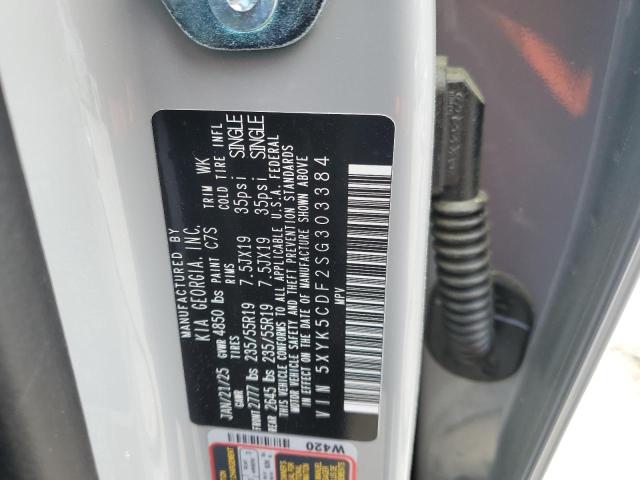 MANUFACTURED BY
KIA GEORGIA, INC.
JAN/21/25 GVWR 4850 lbs PAINT C7S TRIM WK
GAWR TIRES RIMS COLD TIRE INFL
FRONT 2777 lbs 235/55R19 7.5JX19 35psi SINGLE
REAR 2645 lbs 235/55R19 7.5JX19 35psi SINGLE
THIS VEHICLE CONFORMS TO ALL APPLICABLE U.S.A. FEDERAL
MOTOR VEHICLE SAFETY AND THEFT PREVENTION STANDARDS
IN EFFECT ON THE DATE OF MANUFACTURE SHOWN ABOVE
VIN 5XYK5CDF2SG303384
MPV
W420